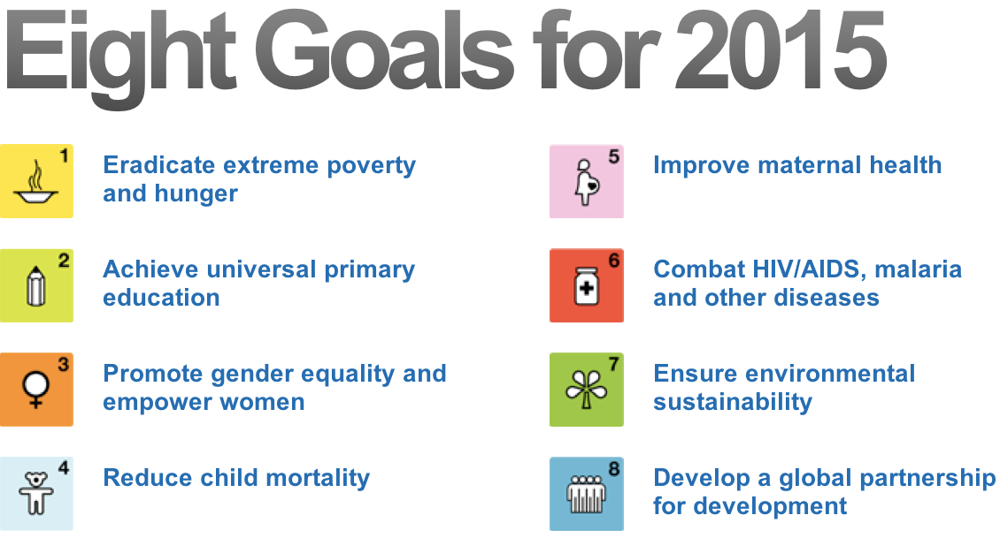 Eight Goals for 2015
1
Eradicate extreme poverty
and hunger
2
Achieve universal primary
education
3
Promote gender equality and
empower women
4
Reduce child mortality
5
Improve maternal health
6
Combat HIV/AIDS, malaria
and other diseases
7
Ensure environmental
sustainability
8
Develop a global partnership
for development